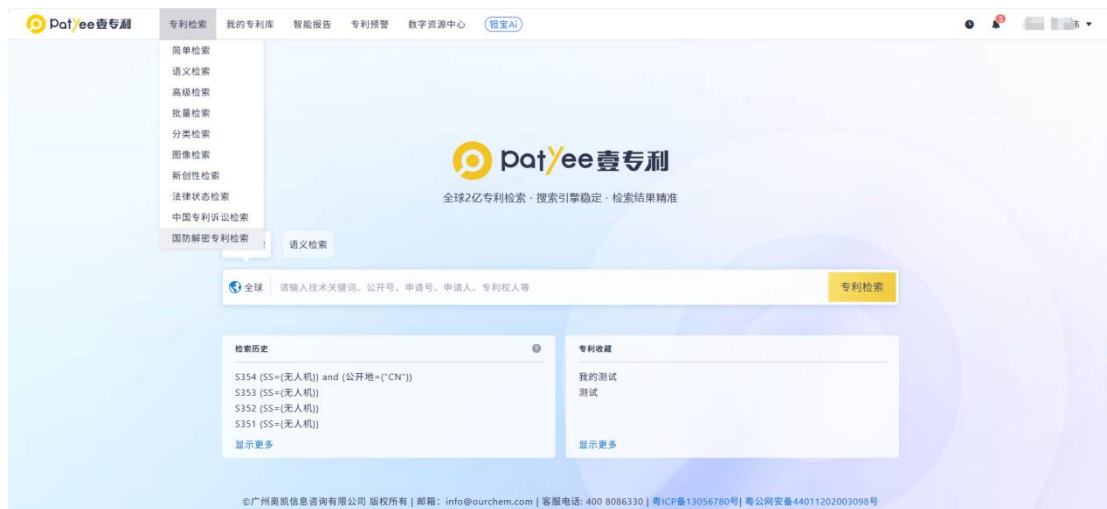 Patyee壹专利 专利检索 我的专利库 智能报告 专利预警 数字资源中心 钽宝Ai 3
简单检索
语义检索
高级检索
批量检索
分类检索
图像检索
新创性检索
法律状态检索
中国专利诉讼检索
国防解密专利检索
Patyee壹专利
全球2亿专利检索 · 搜索引擎稳定 · 检索结果精准
语义检索
全球 请输入技术关键词、公开号、申请号、申请人、专利权人等 专利检索
检索历史
S354 (SS=(无人机)) and (公开地=("CN"))
S353 (SS=(无人机))
S352 (SS=(无人机))
S351 (SS=(无人机))
显示更多
专利收藏
我的测试
测试
显示更多
©广州奥凯信息咨询有限公司 版权所有 | 邮箱：info@ourchem.com | 客服电话: 400 8086330 | 粤ICP备13056780号| 粤公网安备44011202003098号